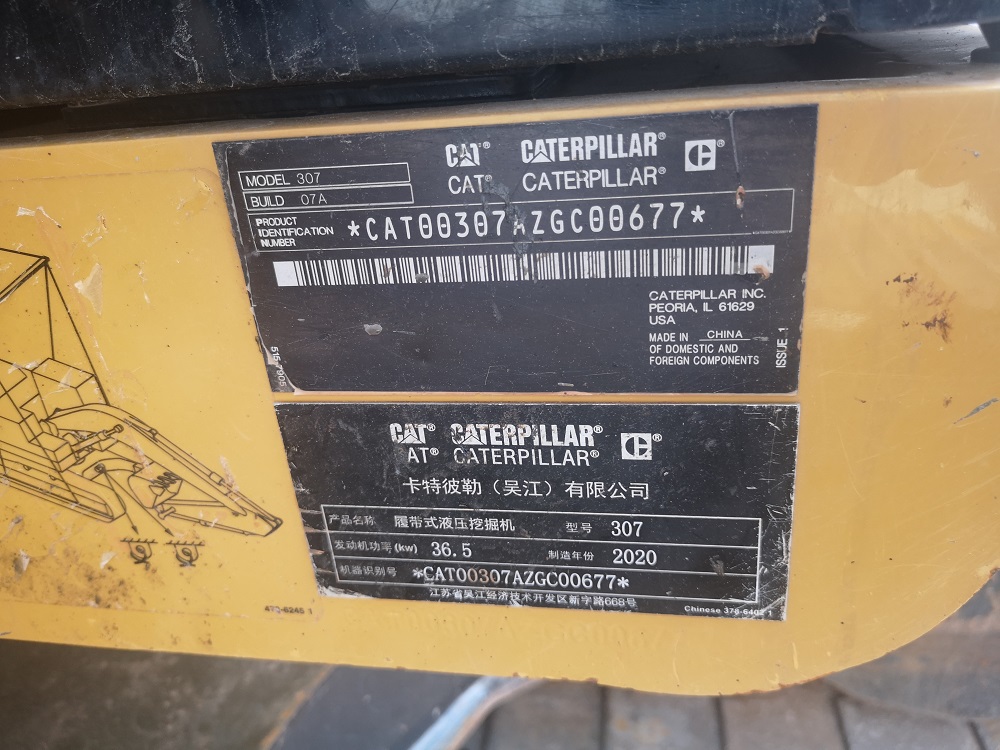 CAT® CATERPILLAR®
CAT® CATERPILLAR®
MODEL 307
BUILD 07A
PRODUCT IDENTIFICATION NUMBER *CAT00307AZGC00677*
CATERPILLAR INC.
PEORIA, IL 61629
USA
MADE IN CHINA
OF DOMESTIC AND
FOREIGN COMPONENTS
ISSUE 1
CAT® CATERPILLAR®
AT® CATERPILLAR®
卡特彼勒（吴江）有限公司
产品名称 履带式液压挖掘机 型号 307
发动机功率(kw) 36.5 制造年份 2020
机器识别号 *CAT00307AZGC00677*
江苏省吴江经济技术开发区新字路668号
Chinese 378-6402 1